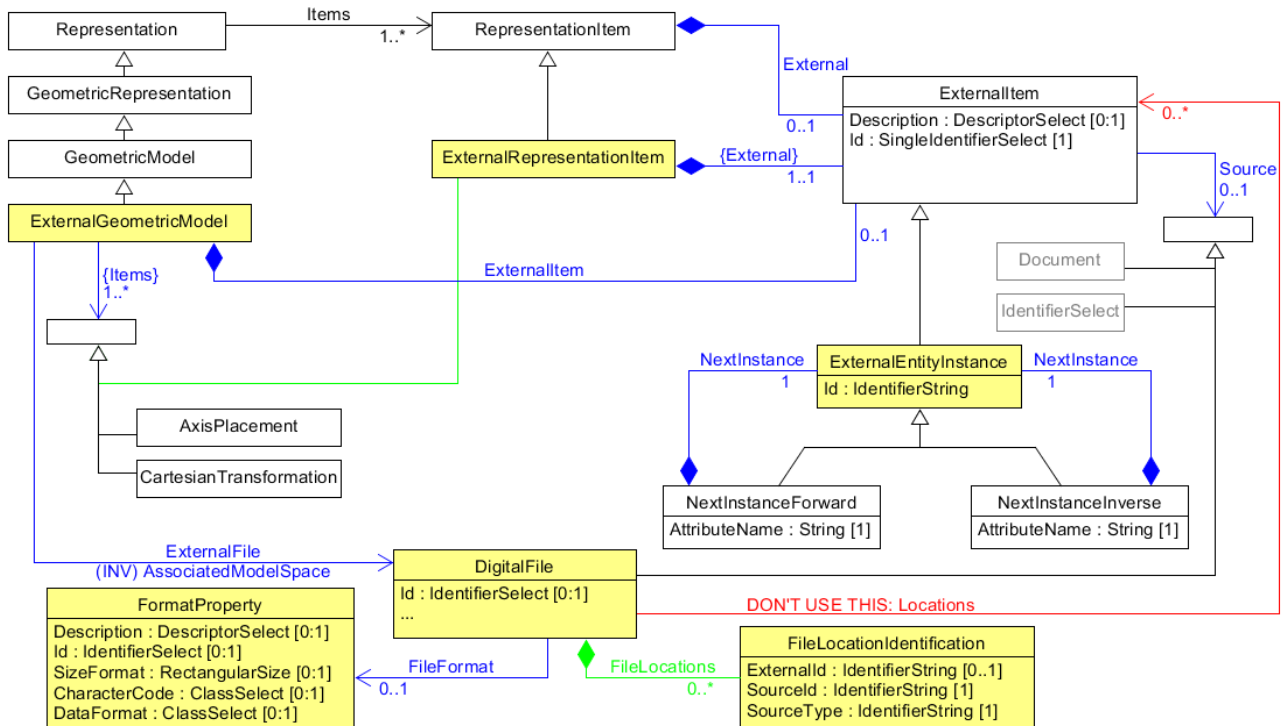 Items
Representation
1..*
RepresentationItem
External
0..1
GeometricRepresentation
ExternalItem
Description : DescriptorSelect [0:1]
Id : SingleIdentifierSelect [1]
0..*
GeometricModel
ExternalRepresentationItem
{External}
1..1
Source
0..1
ExternalGeometricModel
0..1
{Items}
1..*
ExternalItem
Document
IdentifierSelect
NextInstance
1
ExternalEntityInstance
Id : IdentifierString
NextInstance
1
AxisPlacement
CartesianTransformation
NextInstanceForward
AttributeName : String [1]
NextInstanceInverse
AttributeName : String [1]
ExternalFile
(INV) AssociatedModelSpace
DigitalFile
Id : IdentifierSelect [0:1]
...
DON'T USE THIS: Locations
FormatProperty
Description : DescriptorSelect [0:1]
Id : IdentifierSelect [0:1]
SizeFormat : RectangularSize [0:1]
CharacterCode : ClassSelect [0:1]
DataFormat : ClassSelect [0:1]
FileFormat
0..1
FileLocations
0..*
FileLocationIdentification
ExternalId : IdentifierString [0..1]
SourceId : IdentifierString [1]
SourceType : IdentifierString [1]